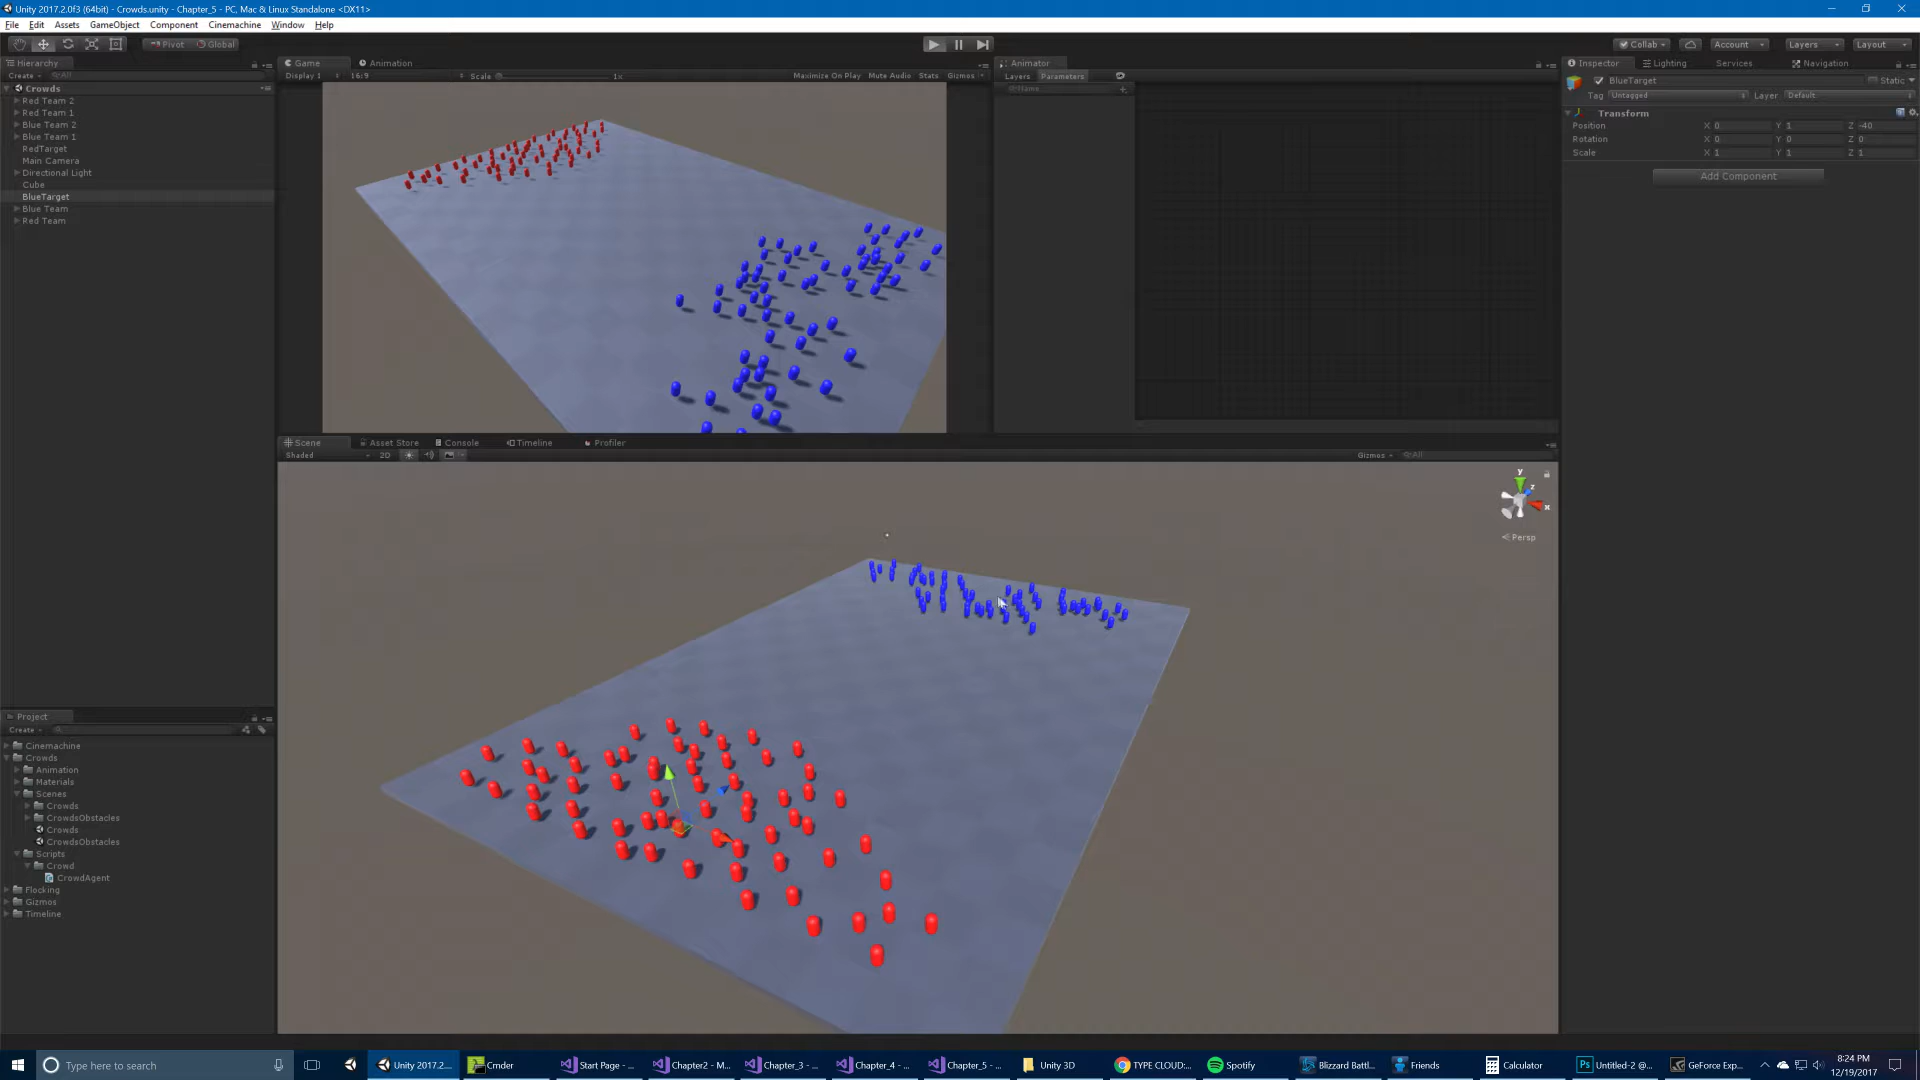 Unity 2017.2.0f3 (64bit) - Crowds.unity - Chapter_5 - PC, Mac & Linux Standalone <DX11>
File Edit Assets GameObject Component Cinemachine Window Help
Pivot Global Collab Account Layers Layout
Hierarchy
Create All
Crowds
Red Team 2
Red Team 1
Blue Team 2
Blue Team 1
RedTarget
Main Camera
Directional Light
Cube
BlueTarget
Blue Team
Red Team
Game Animation
Display 1 16:9 Scale 1x Maximize On Play Mute Audio Stats Gizmos
Animator
Layers Parameters
Name
Inspector Lighting Services Navigation
BlueTarget Static
Tag Untagged Layer Default
Transform
Position X 0 Y 1 Z -40
Rotation X 0 Y 0 Z 0
Scale X 1 Y 1 Z 1
Add Component
Scene Asset Store Console Timeline Profiler
Shaded 2D Gizmos All
y
z
x
Persp
Project
Create
Cinemachine
Crowds
Animation
Materials
Scenes
Crowds
CrowdsObstacles
Crowds
CrowdsObstacles
Scripts
Crowd
CrowdAgent
Flocking
Gizmos
Timeline
Type here to search
Unity 2017.2...
Cmder
Start Page - ...
Chapter2 - M...
Chapter_3 - ...
Chapter_4 - ...
Chapter_5 - ...
Unity 3D
TYPE CLOUD:...
Spotify
Blizzard Battl...
Friends
Calculator
Untitled-2 @...
GeForce Exp...
8:24 PM
12/19/2017